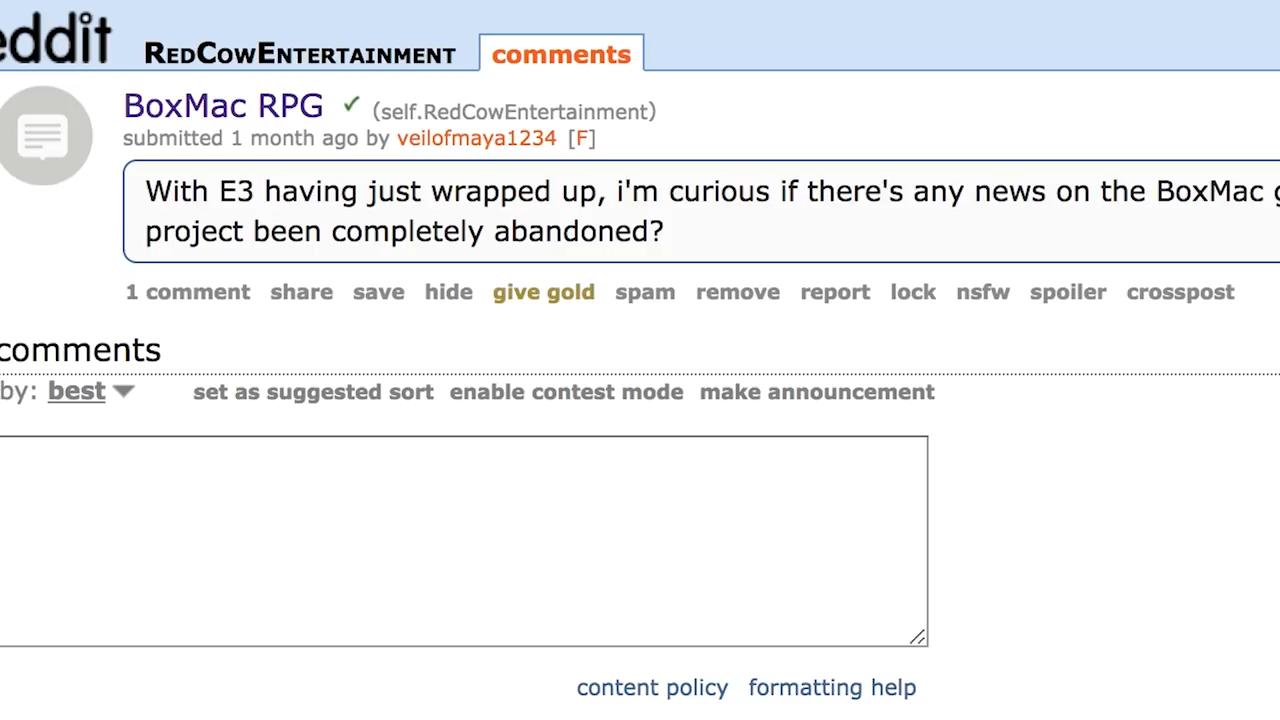 eddit RedCowEntertainment comments
BoxMac RPG ✓ (self.RedCowEntertainment)
submitted 1 month ago by veilofmaya1234 [F]
With E3 having just wrapped up, i'm curious if there's any news on the BoxMac
project been completely abandoned?
1 comment share save hide give gold spam remove report lock nsfw spoiler crosspost
comments
by: best set as suggested sort enable contest mode make announcement
content policy formatting help